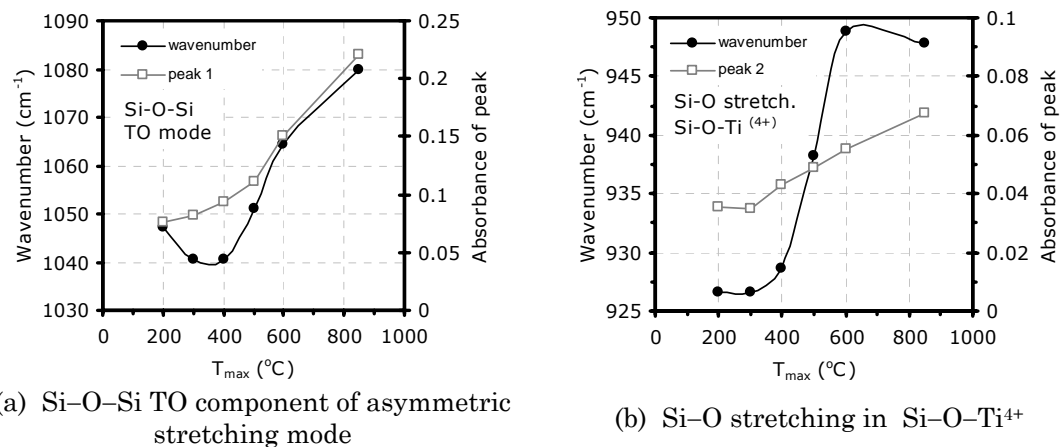 1090
1080
1070
1060
1050
1040
1030
Wavenumber (cm-1)
wavenumber
peak 1
Si-O-Si
TO mode
0.25
0.2
0.15
0.1
0.05
0
Absorbance of peak
0 200 400 600 800 1000
Tmax (oC)
(a) Si–O–Si TO component of asymmetric
stretching mode
950
945
940
935
930
925
Wavenumber (cm-1)
wavenumber
peak 2
Si-O stretch.
Si-O-Ti (4+)
0.1
0.08
0.06
0.04
0.02
0
Absorbance of peak
0 200 400 600 800 1000
Tmax (oC)
(b) Si–O stretching in Si–O–Ti4+